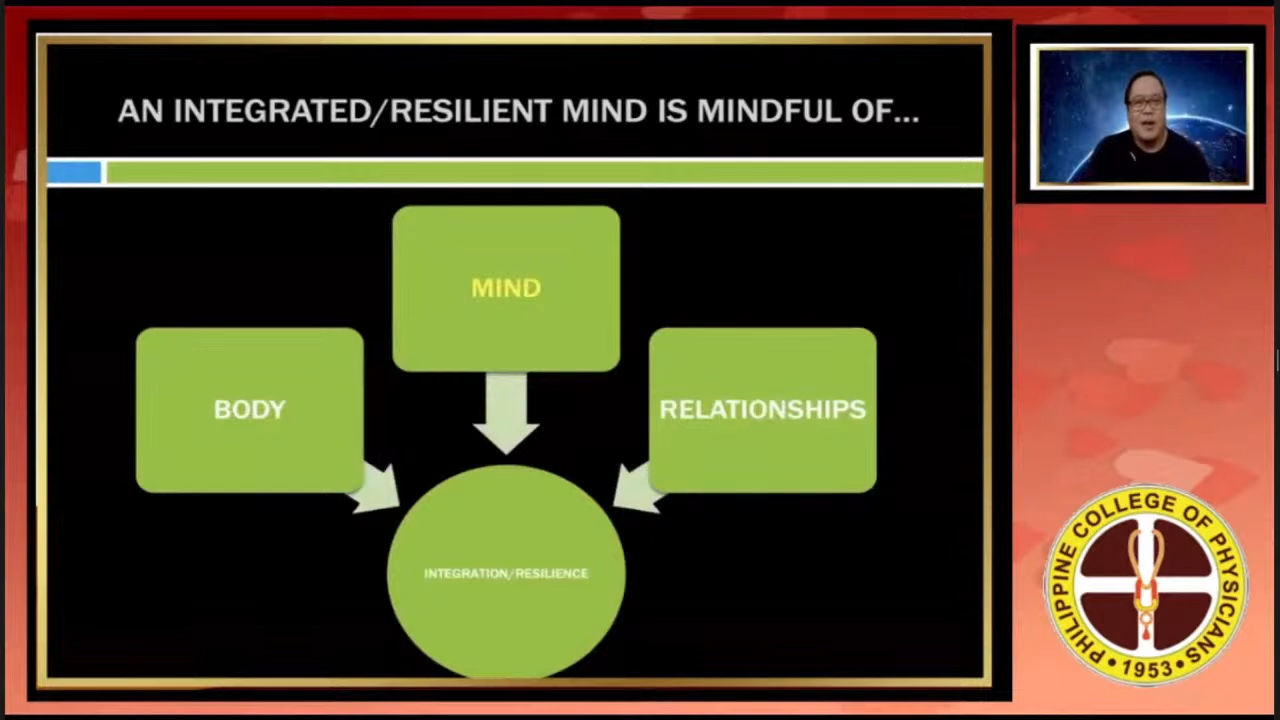 AN INTEGRATED/RESILIENT MIND IS MINDFUL OF...
MIND
BODY
RELATIONSHIPS
INTEGRATION/RESILIENCE
PHILIPPINE COLLEGE OF PHYSICIANS
• 1953 •